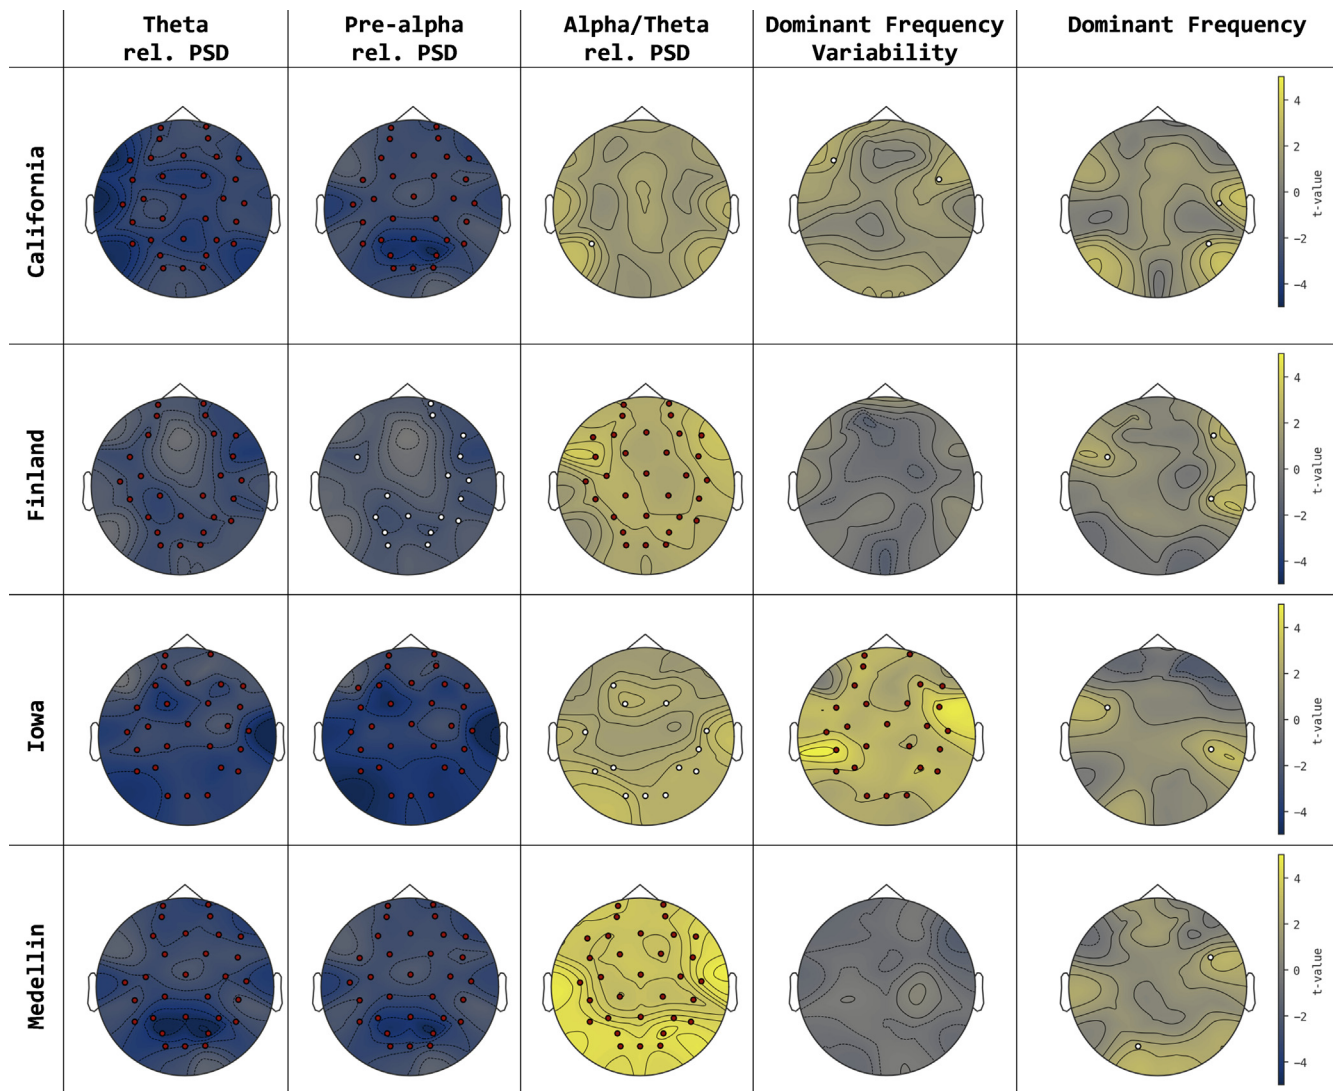 Theta
rel. PSD
Pre-alpha
rel. PSD
Alpha/Theta
rel. PSD
Dominant Frequency
Variability
Dominant Frequency
California
4
2
0
−2
−4
t-value
Finland
4
2
0
−2
−4
t-value
Iowa
4
2
0
−2
−4
t-value
Medellin
4
2
0
−2
−4
t-value